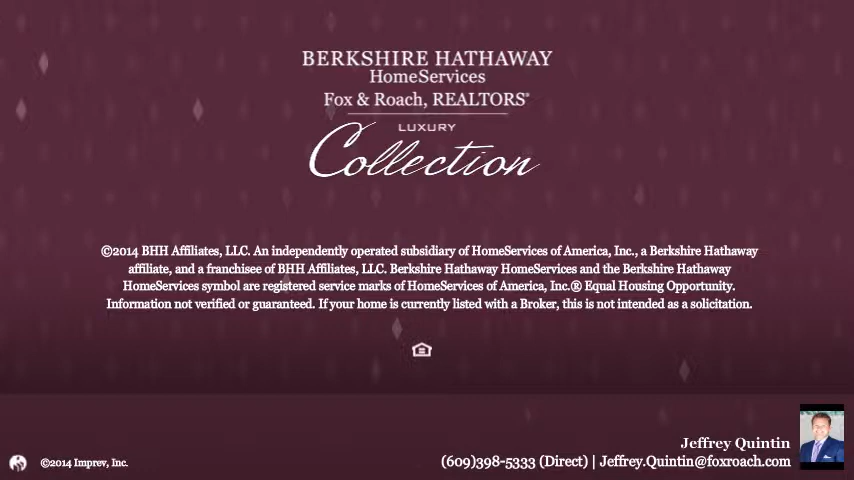 BERKSHIRE HATHAWAY
HomeServices
Fox & Roach, REALTORS®
LUXURY
Collection
©2014 BHH Affiliates, LLC. An independently operated subsidiary of HomeServices of America, Inc., a Berkshire Hathaway
affiliate, and a franchisee of BHH Affiliates, LLC. Berkshire Hathaway HomeServices and the Berkshire Hathaway
HomeServices symbol are registered service marks of HomeServices of America, Inc.® Equal Housing Opportunity.
Information not verified or guaranteed. If your home is currently listed with a Broker, this is not intended as a solicitation.
Jeffrey Quintin
(609)398-5333 (Direct) | Jeffrey.Quintin@foxroach.com
©2014 Imprev, Inc.